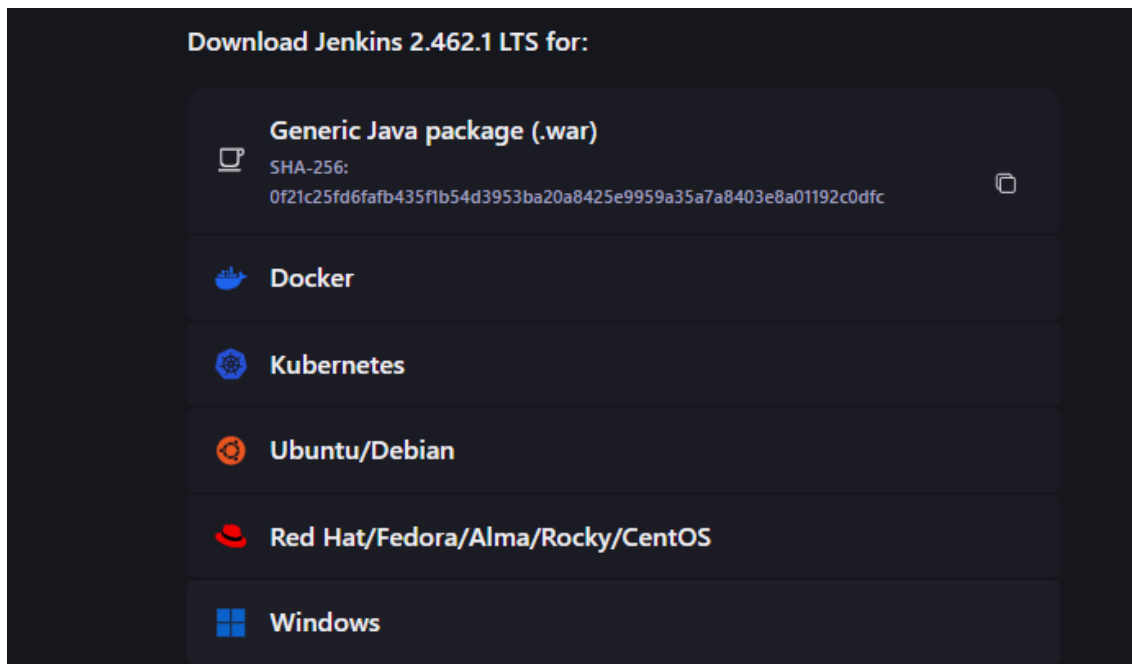 Download Jenkins 2.462.1 LTS for:
Generic Java package (.war)
SHA-256:
0f21c25fd6fafb435f1b54d3953ba20a8425e9959a35a7a8403e8a01192c0dfc
Docker
Kubernetes
Ubuntu/Debian
Red Hat/Fedora/Alma/Rocky/CentOS
Windows